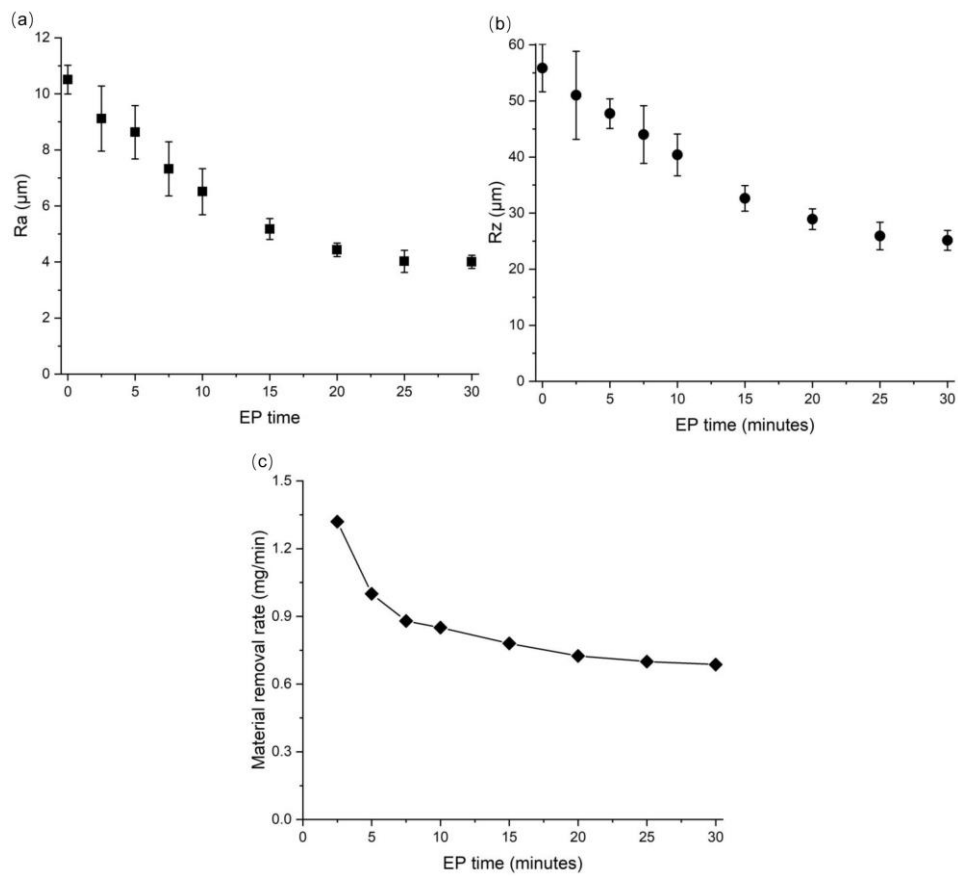 (a)
12
10
8
6
4
2
0
Ra (μm)
0 5 10 15 20 25 30
EP time
(b)
60
50
40
30
20
10
0
Rz (μm)
0 5 10 15 20 25 30
EP time (minutes)
(c)
1.5
1.2
0.9
0.6
0.3
0.0
Material removal rate (mg/min)
0 5 10 15 20 25 30
EP time (minutes)